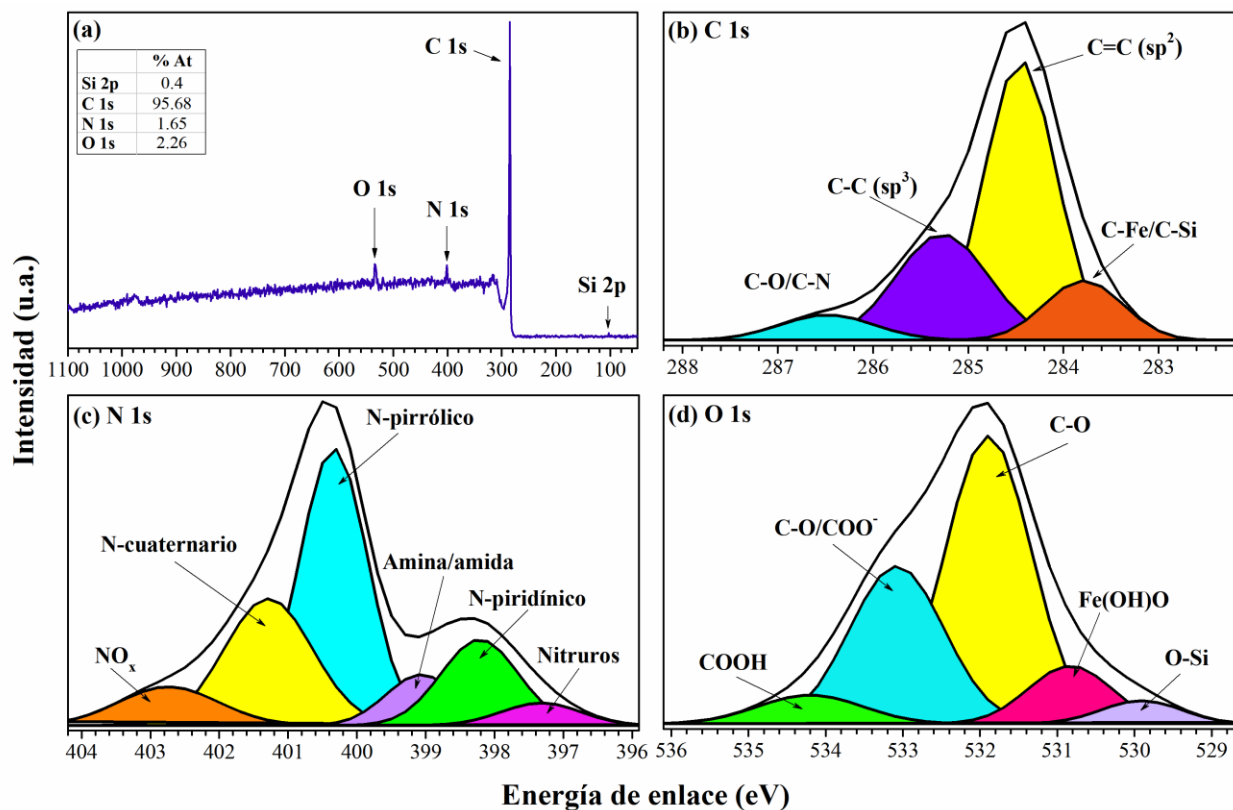 Intensidad (u.a.)
(a)
% At
Si 2p 0.4
C 1s 95.68
N 1s 1.65
O 1s 2.26
C 1s
O 1s
N 1s
Si 2p
1100 1000 900 800 700 600 500 400 300 200 100
(b) C 1s
C=C (sp²)
C-C (sp³)
C-Fe/C-Si
C-O/C-N
288 287 286 285 284 283
(c) N 1s
N-pirrólico
N-cuaternario
Amina/amida
N-piridínico
NOₓ
Nitruros
404 403 402 401 400 399 398 397 396
(d) O 1s
C-O
C-O/COO⁻
Fe(OH)O
COOH
O-Si
536 535 534 533 532 531 530 529
Energía de enlace (eV)